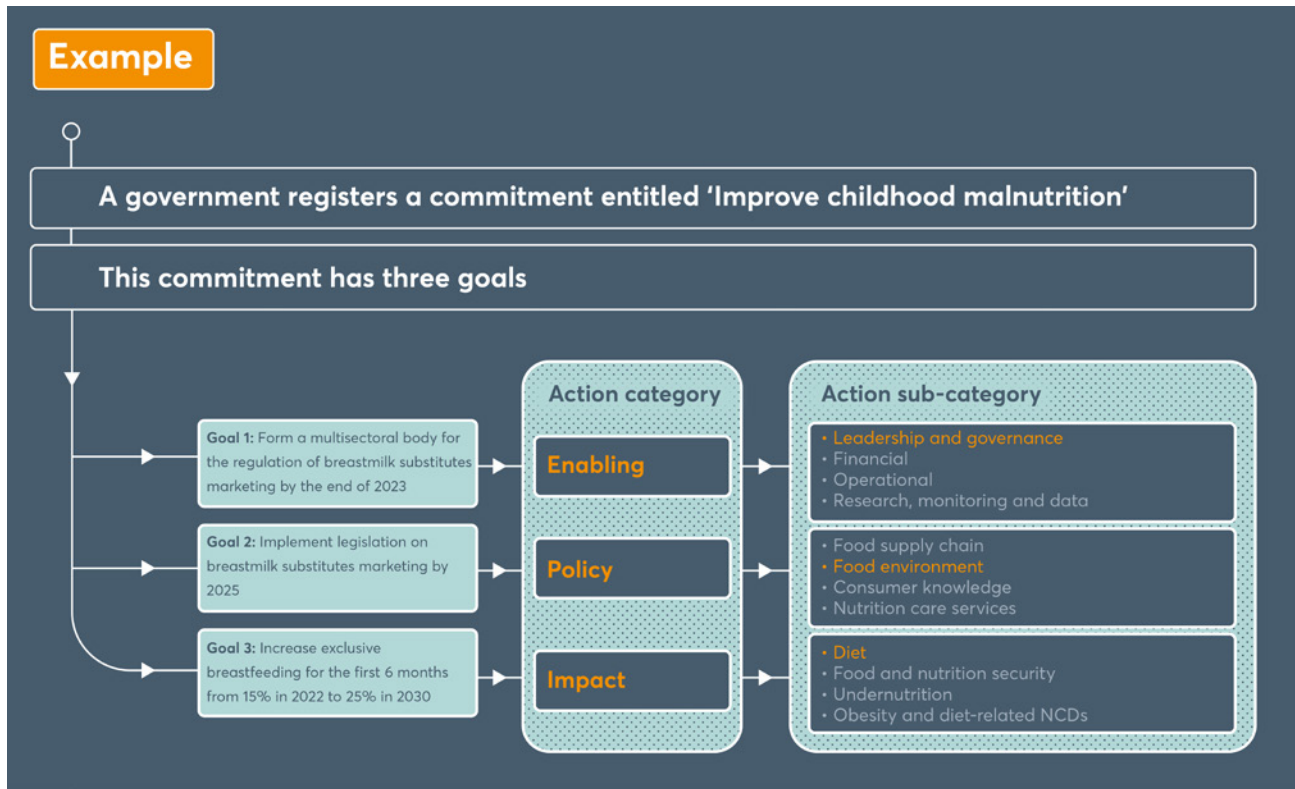 Example
A government registers a commitment entitled ‘Improve childhood malnutrition’
This commitment has three goals
Action category
Action sub-category
Goal 1: Form a multisectoral body for
the regulation of breastmilk substitutes
marketing by the end of 2023
Enabling
• Leadership and governance
• Financial
• Operational
• Research, monitoring and data
Goal 2: Implement legislation on
breastmilk substitutes marketing by
2025
Policy
• Food supply chain
• Food environment
• Consumer knowledge
• Nutrition care services
Goal 3: Increase exclusive
breastfeeding for the first 6 months
from 15% in 2022 to 25% in 2030
Impact
• Diet
• Food and nutrition security
• Undernutrition
• Obesity and diet-related NCDs